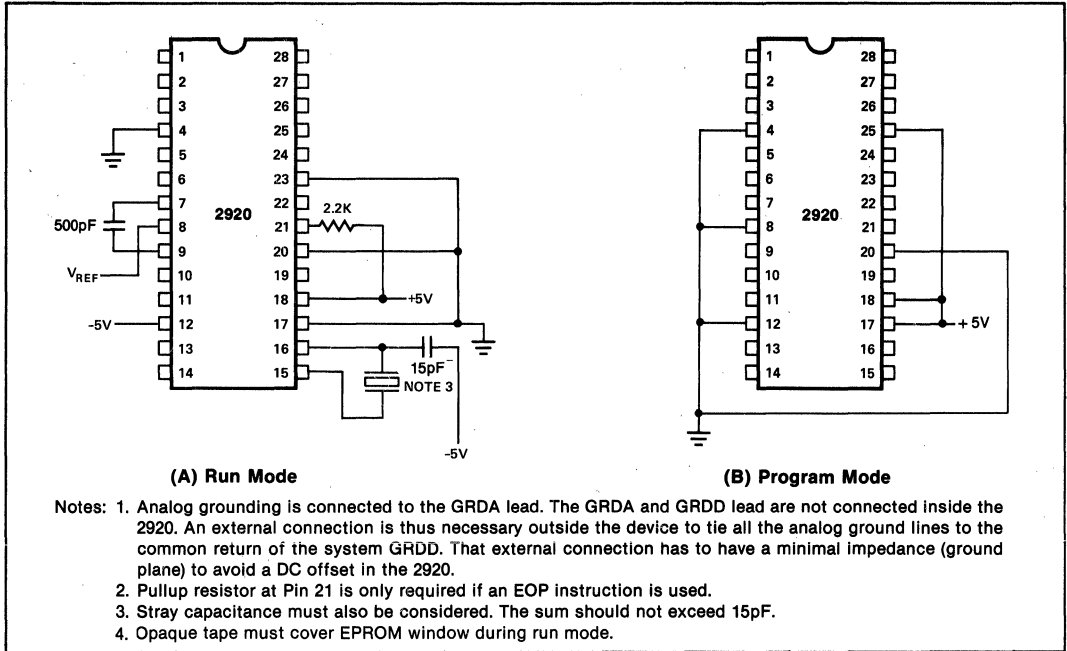 1 28
2 27
3 26
4 25
5 24
6 23
7 22
8 21
9 20
10 19
11 18
12 17
13 16
14 15
2920
500pF
VREF
-5V
2.2K
+5V
15pF
NOTE 3
-5V
(A) Run Mode
1 28
2 27
3 26
4 25
5 24
6 23
7 22
8 21
9 20
10 19
11 18
12 17
13 16
14 15
2920
+ 5V
(B) Program Mode
Notes: 1. Analog grounding is connected to the GRDA lead. The GRDA and GRDD lead are not connected inside the
2920. An external connection is thus necessary outside the device to tie all the analog ground lines to the
common return of the system GRDD. That external connection has to have a minimal impedance (ground
plane) to avoid a DC offset in the 2920.
2. Pullup resistor at Pin 21 is only required if an EOP instruction is used.
3. Stray capacitance must also be considered. The sum should not exceed 15pF.
4. Opaque tape must cover EPROM window during run mode.